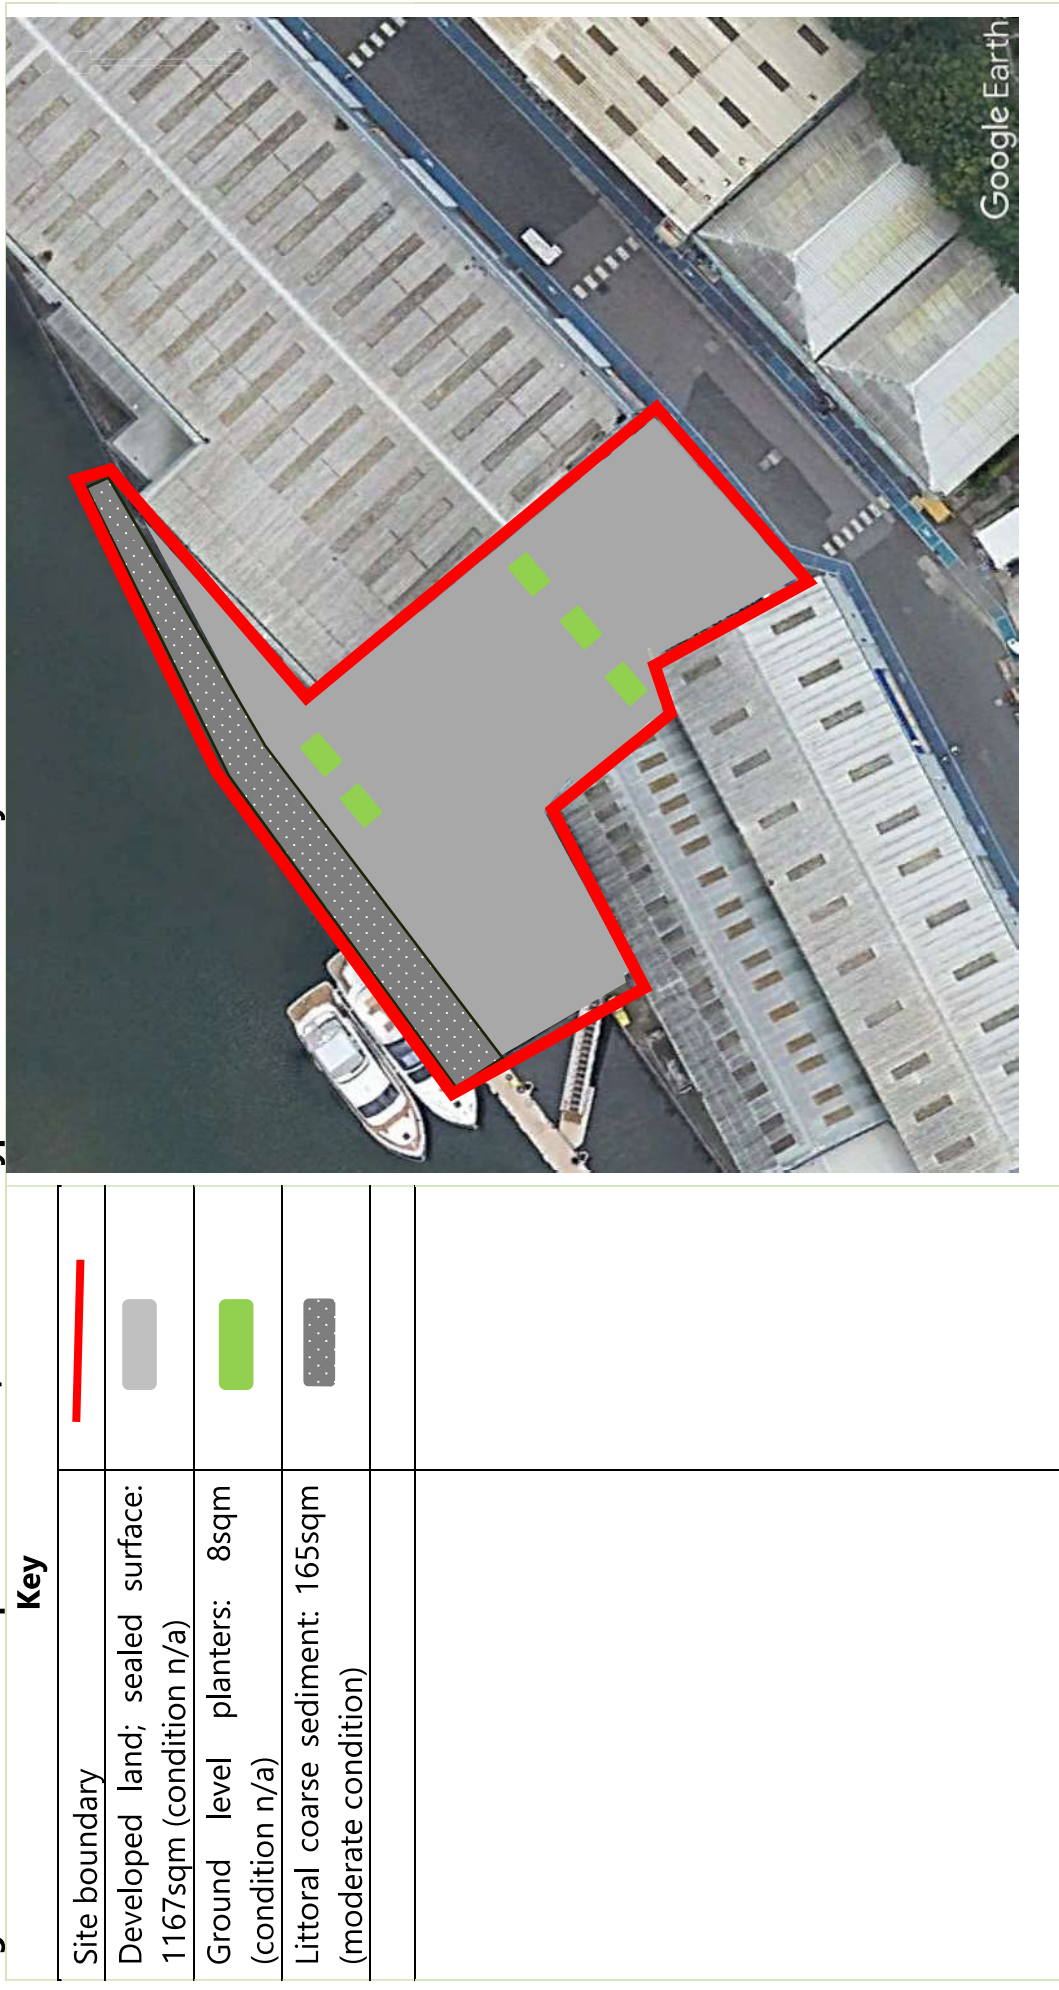 Key
Site boundary
Developed land; sealed surface:
1167sqm (condition n/a)
Ground level planters: 8sqm
(condition n/a)
Littoral coarse sediment: 165sqm
(moderate condition)
Google Earth